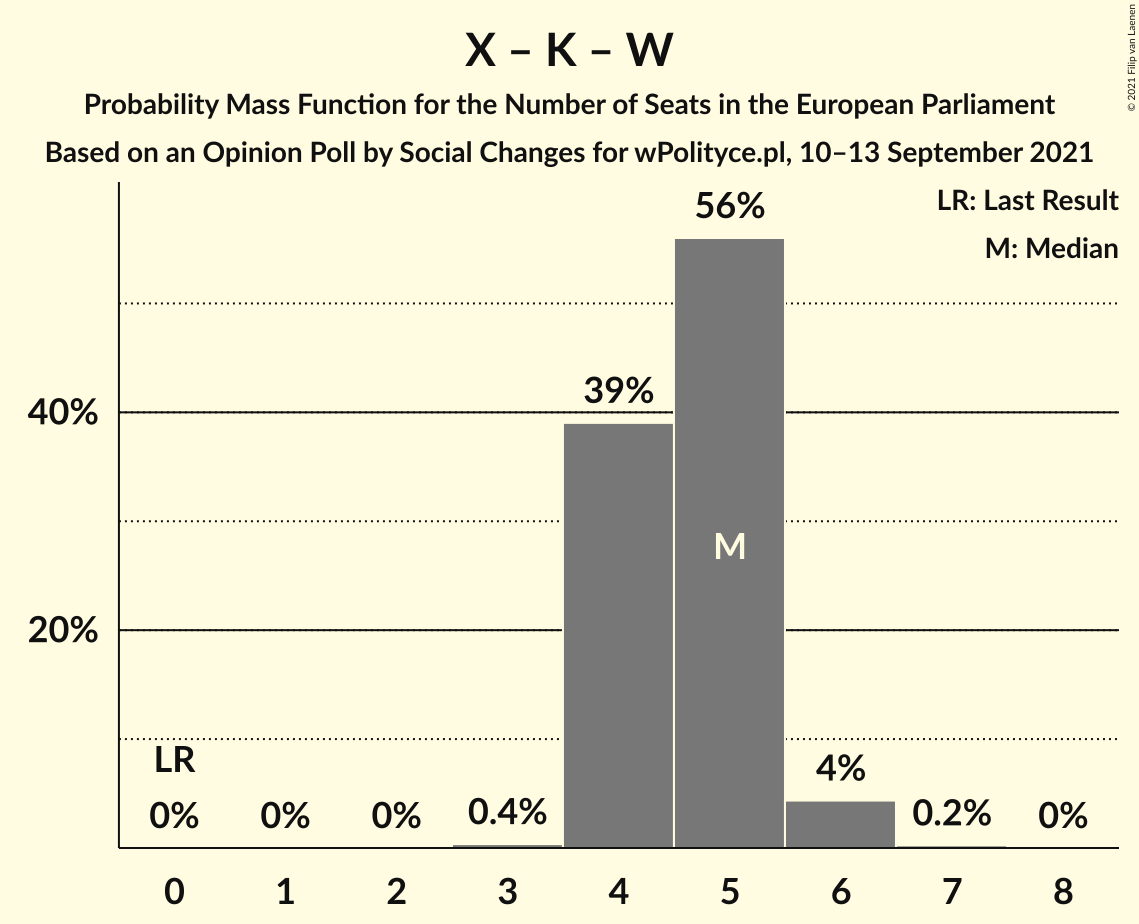 X – K – W
Probability Mass Function for the Number of Seats in the European Parliament
Based on an Opinion Poll by Social Changes for wPolityce.pl, 10–13 September 2021
© 2021 Filip van Laenen
LR: Last Result
M: Median
56%
39%
40%
M
20%
LR
0%
0%
0%
0.4%
4%
0.2%
0%
0
1
2
3
4
5
6
7
8